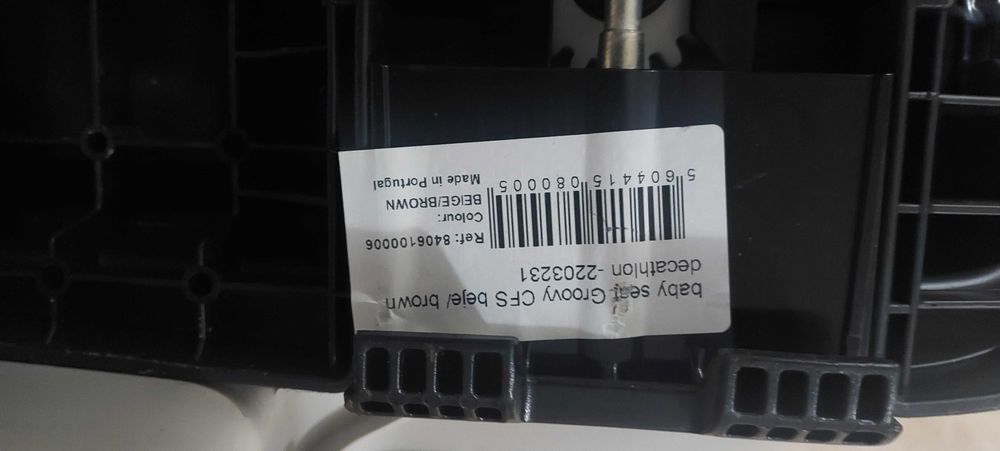 baby seat Groovy CFS beje/ brown
decathlon -2203231
Ref: 8406100006
Colour:
BEIGE/BROWN
Made in Portugal
5 604415 080005